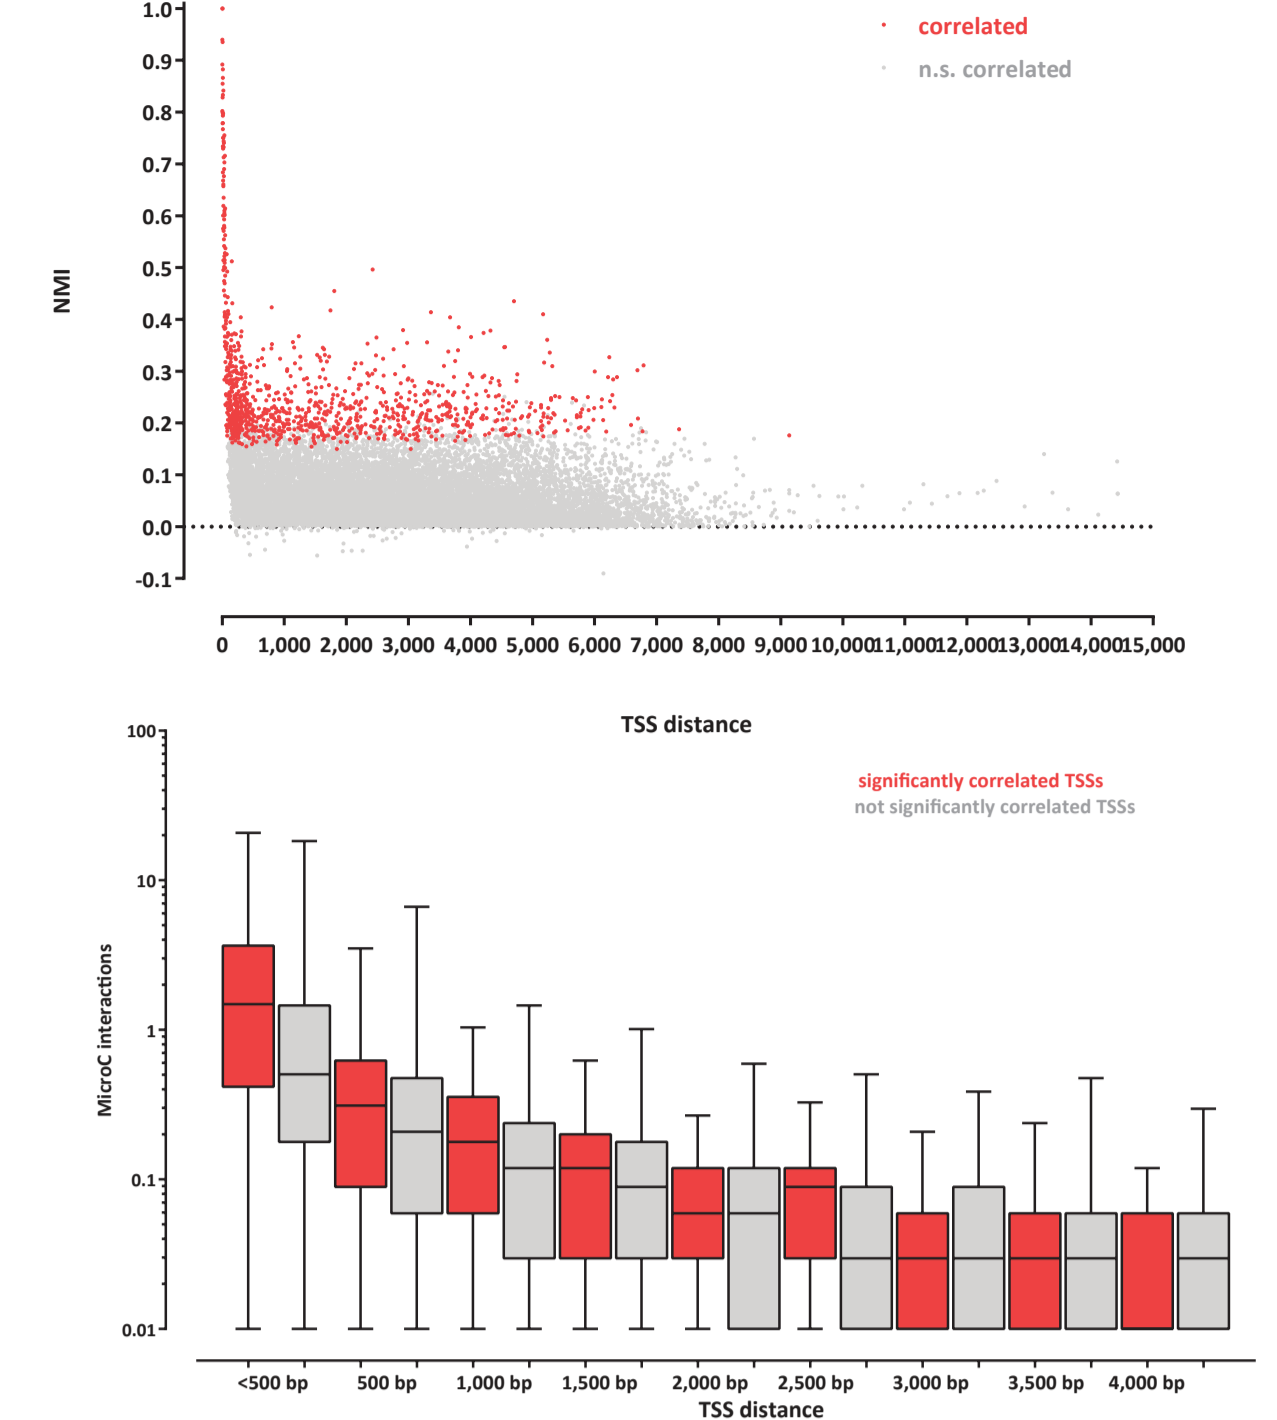 1.0
correlated
n.s. correlated
0.9
0.8
0.7
0.6
0.5
0.4
0.3
0.2
0.1
0.0
-0.1
NMI
0 1,000 2,000 3,000 4,000 5,000 6,000 7,000 8,000 9,000 10,000 11,000 12,000 13,000 14,000 15,000
TSS distance
100
significantly correlated TSSs
not significantly correlated TSSs
10
1
0.1
0.01
MicroC interactions
<500 bp 500 bp 1,000 bp 1,500 bp 2,000 bp 2,500 bp 3,000 bp 3,500 bp 4,000 bp
TSS distance